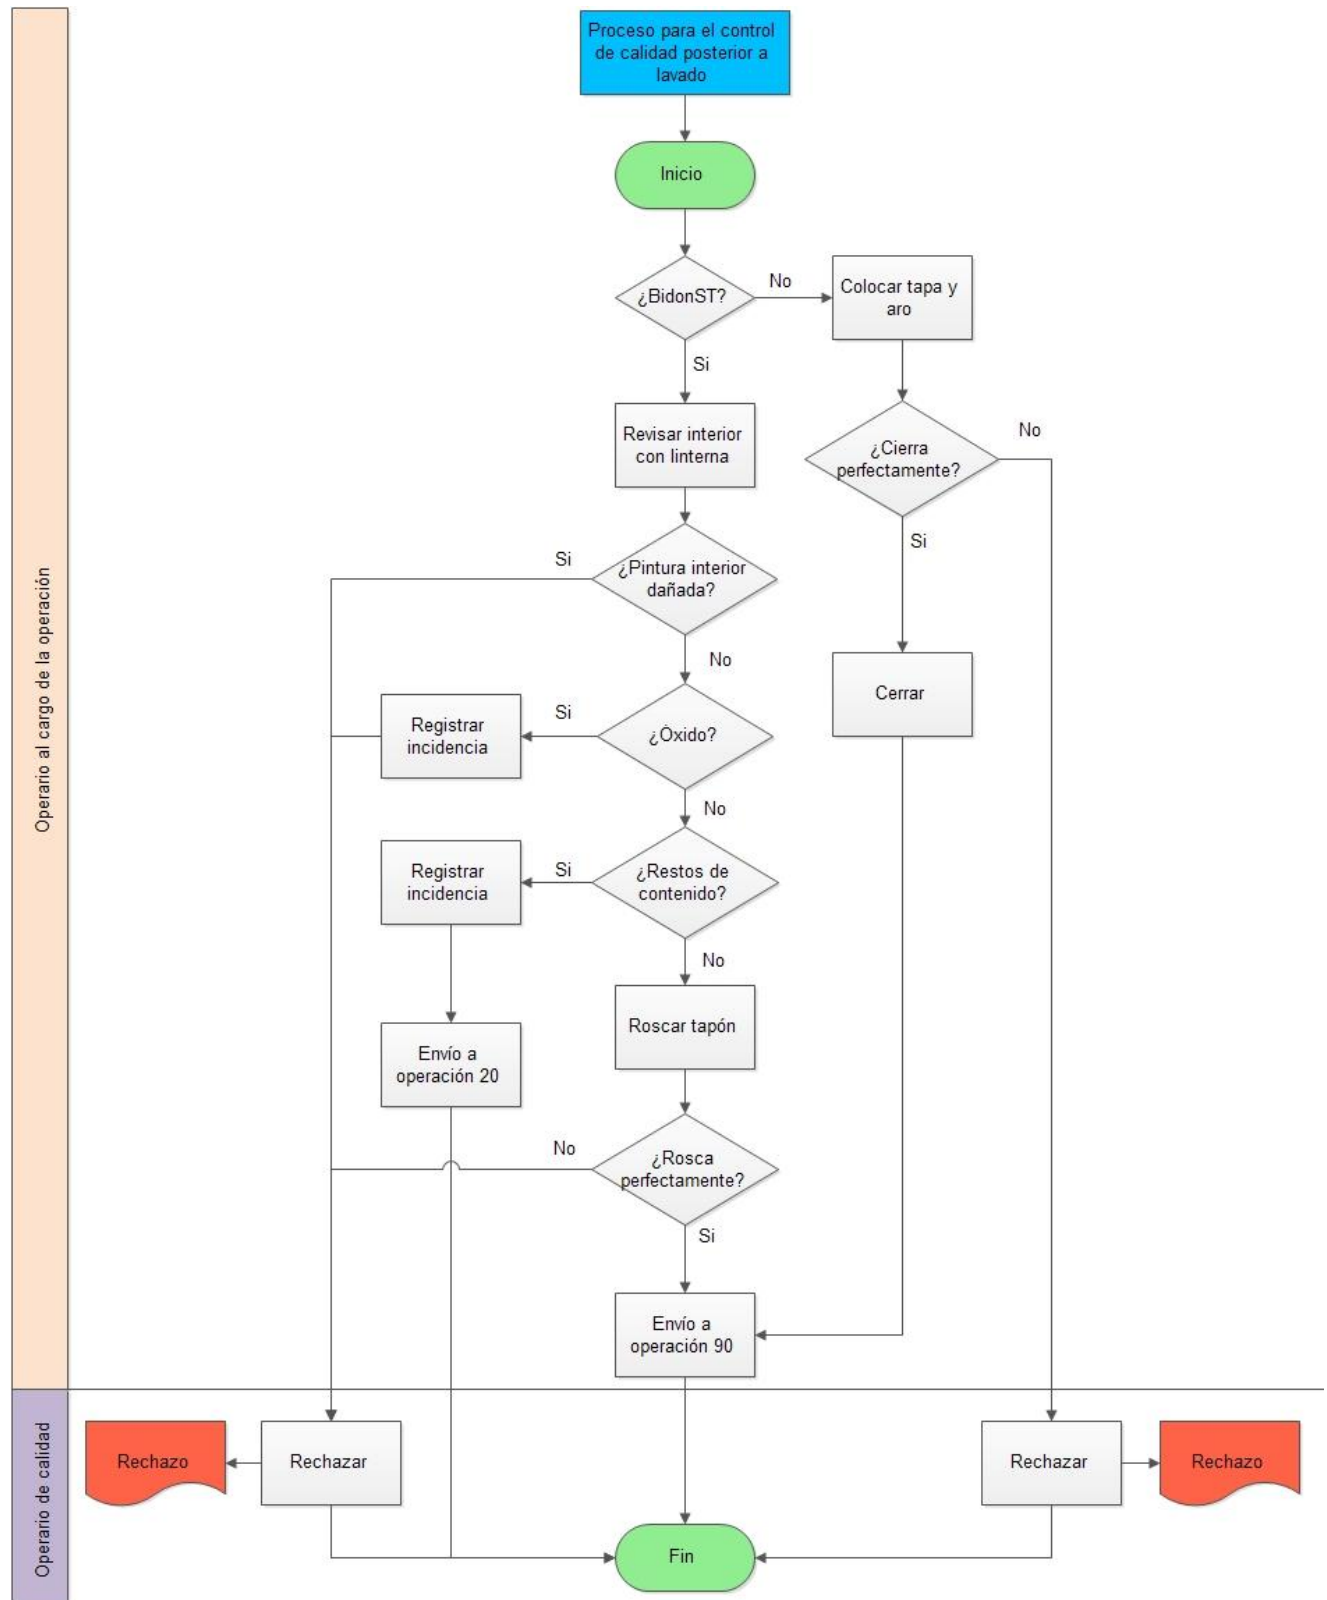 Proceso para el control
de calidad posterior a
lavado
Inicio
¿BidonST?
No
Colocar tapa y
aro
Si
Revisar interior
con linterna
¿Cierra
perfectamente?
No
Si
¿Pintura interior
dañada?
Si
No
Cerrar
Registrar
incidencia
Si
¿Óxido?
No
Registrar
incidencia
Si
¿Restos de
contenido?
No
Roscar tapón
Envío a
operación 20
No
¿Rosca
perfectamente?
Si
Envío a
operación 90
Operario al cargo de la operación
Rechazo
Rechazar
Rechazar
Rechazo
Fin
Operario de calidad